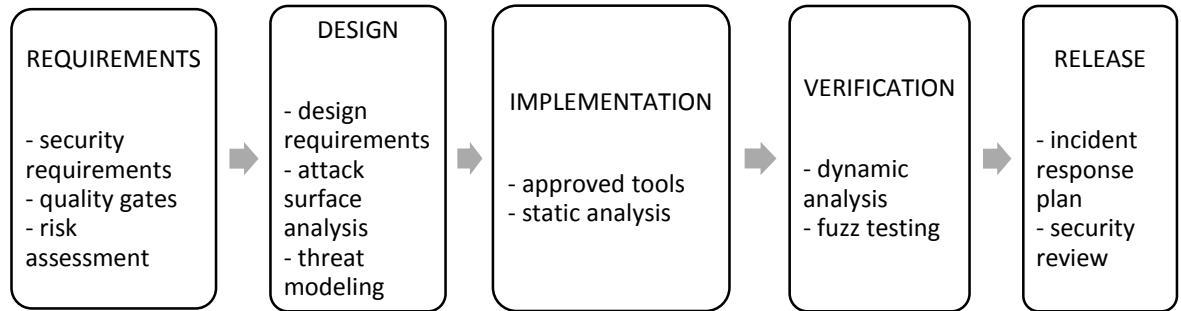 REQUIREMENTS
- security
requirements
- quality gates
- risk
assessment
DESIGN
- design
requirements
- attack
surface
analysis
- threat
modeling
IMPLEMENTATION
- approved tools
- static analysis
VERIFICATION
- dynamic
analysis
- fuzz testing
RELEASE
- incident
response
plan
- security
review